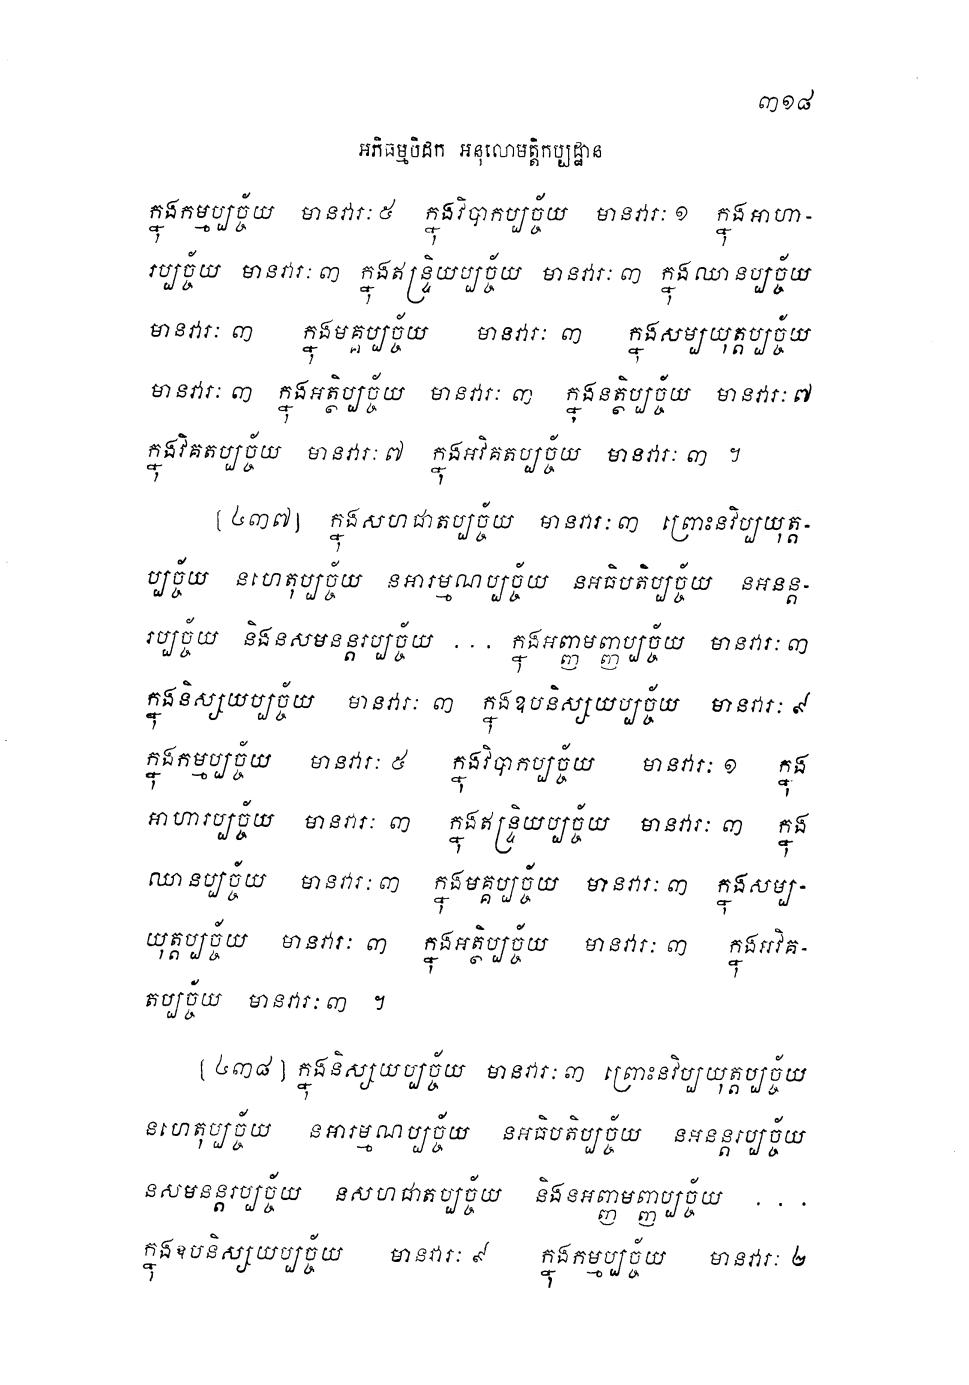 ៣១៨
អភិធម្មបិដក អនុលោមត្តិកប្បដ្ឋាន
ក្នុងកម្មប្បច្ច័យ មានវារៈ ៥ ក្នុងវិបាកប្បច្ច័យ មានវារៈ ១ ក្នុងអាហា-
រប្បច្ច័យ មានវារៈ ៣ ក្នុងឥន្ទ្រិយប្បច្ច័យ មានវារៈ ៣ ក្នុងឈានប្បច្ច័យ
មានវារៈ ៣ ក្នុងមគ្គប្បច្ច័យ មានវារៈ ៣ ក្នុងសម្បយុត្តប្បច្ច័យ
មានវារៈ ៣ ក្នុងអត្ថិប្បច្ច័យ មានវារៈ ៣ ក្នុងនត្ថិប្បច្ច័យ មានវារៈ ៧
ក្នុងវិគតប្បច្ច័យ មានវារៈ ៧ ក្នុងអវិគតប្បច្ច័យ មានវារៈ ៣ ។
[៤៣៧] ក្នុងសហជាតប្បច្ច័យ មានវារៈ ៣ ព្រោះនវិប្បយុត្ត-
ប្បច្ច័យ នហេតុប្បច្ច័យ នអារម្មណប្បច្ច័យ នអធិបតិប្បច្ច័យ នអនន្ត-
រប្បច្ច័យ និងនសមនន្តរប្បច្ច័យ ... ក្នុងអញ្ញមញ្ញប្បច្ច័យ មានវារៈ ៣
ក្នុងនិស្សយប្បច្ច័យ មានវារៈ ៣ ក្នុងឧបនិស្សយប្បច្ច័យ មានវារៈ ៩
ក្នុងកម្មប្បច្ច័យ មានវារៈ ៥ ក្នុងវិបាកប្បច្ច័យ មានវារៈ ១ ក្នុង
អាហារប្បច្ច័យ មានវារៈ ៣ ក្នុងឥន្ទ្រិយប្បច្ច័យ មានវារៈ ៣ ក្នុង
ឈានប្បច្ច័យ មានវារៈ ៣ ក្នុងមគ្គប្បច្ច័យ មានវារៈ ៣ ក្នុងសម្ប-
យុត្តប្បច្ច័យ មានវារៈ ៣ ក្នុងអត្ថិប្បច្ច័យ មានវារៈ ៣ ក្នុងអវិគ-
តប្បច្ច័យ មានវារៈ ៣ ។
[៤៣៨] ក្នុងនិស្សយប្បច្ច័យ មានវារៈ ៣ ព្រោះនវិប្បយុត្តប្បច្ច័យ
នហេតុប្បច្ច័យ នអារម្មណប្បច្ច័យ នអធិបតិប្បច្ច័យ នអនន្តរប្បច្ច័យ
នសមនន្តរប្បច្ច័យ នសហជាតប្បច្ច័យ និងនអញ្ញមញ្ញប្បច្ច័យ ...
ក្នុងឧបនិស្សយប្បច្ច័យ មានវារៈ ៩ ក្នុងកម្មប្បច្ច័យ មានវារៈ ២